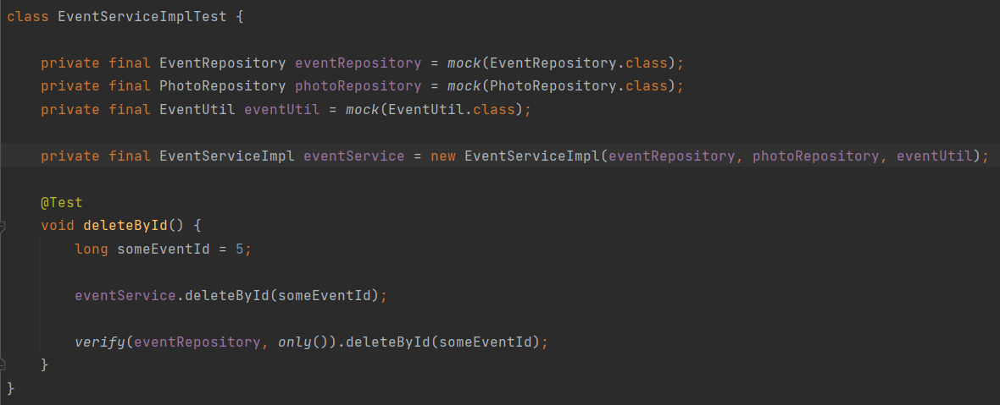 class EventServiceImplTest {
private final EventRepository eventRepository = mock(EventRepository.class);
private final PhotoRepository photoRepository = mock(PhotoRepository.class);
private final EventUtil eventUtil = mock(EventUtil.class);
private final EventServiceImpl eventService = new EventServiceImpl(eventRepository, photoRepository, eventUtil);
@Test
void deleteById() {
long someEventId = 5;
eventService.deleteById(someEventId);
verify(eventRepository, only()).deleteById(someEventId);
}
}